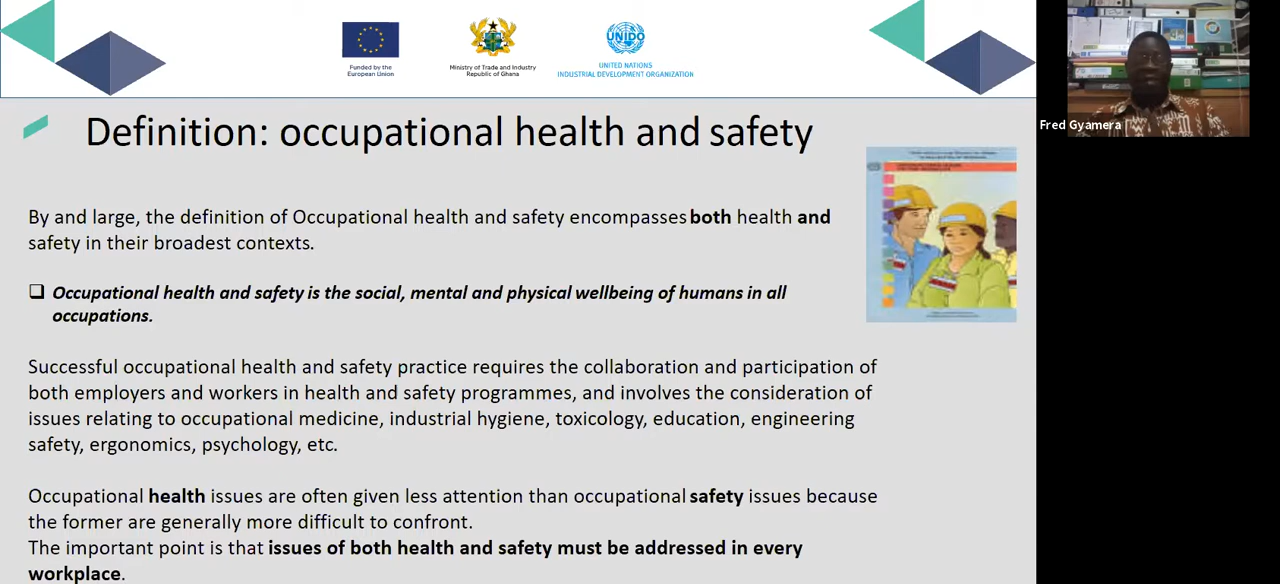 Funded by the
European Union
Ministry of Trade and Industry
Republic of Ghana
UNIDO
UNITED NATIONS
INDUSTRIAL DEVELOPMENT ORGANIZATION
Fred Gyamera
Definition: occupational health and safety
By and large, the definition of Occupational health and safety encompasses both health and
safety in their broadest contexts.
❑ Occupational health and safety is the social, mental and physical wellbeing of humans in all
occupations.
Successful occupational health and safety practice requires the collaboration and participation of
both employers and workers in health and safety programmes, and involves the consideration of
issues relating to occupational medicine, industrial hygiene, toxicology, education, engineering
safety, ergonomics, psychology, etc.
Occupational health issues are often given less attention than occupational safety issues because
the former are generally more difficult to confront.
The important point is that issues of both health and safety must be addressed in every
workplace.